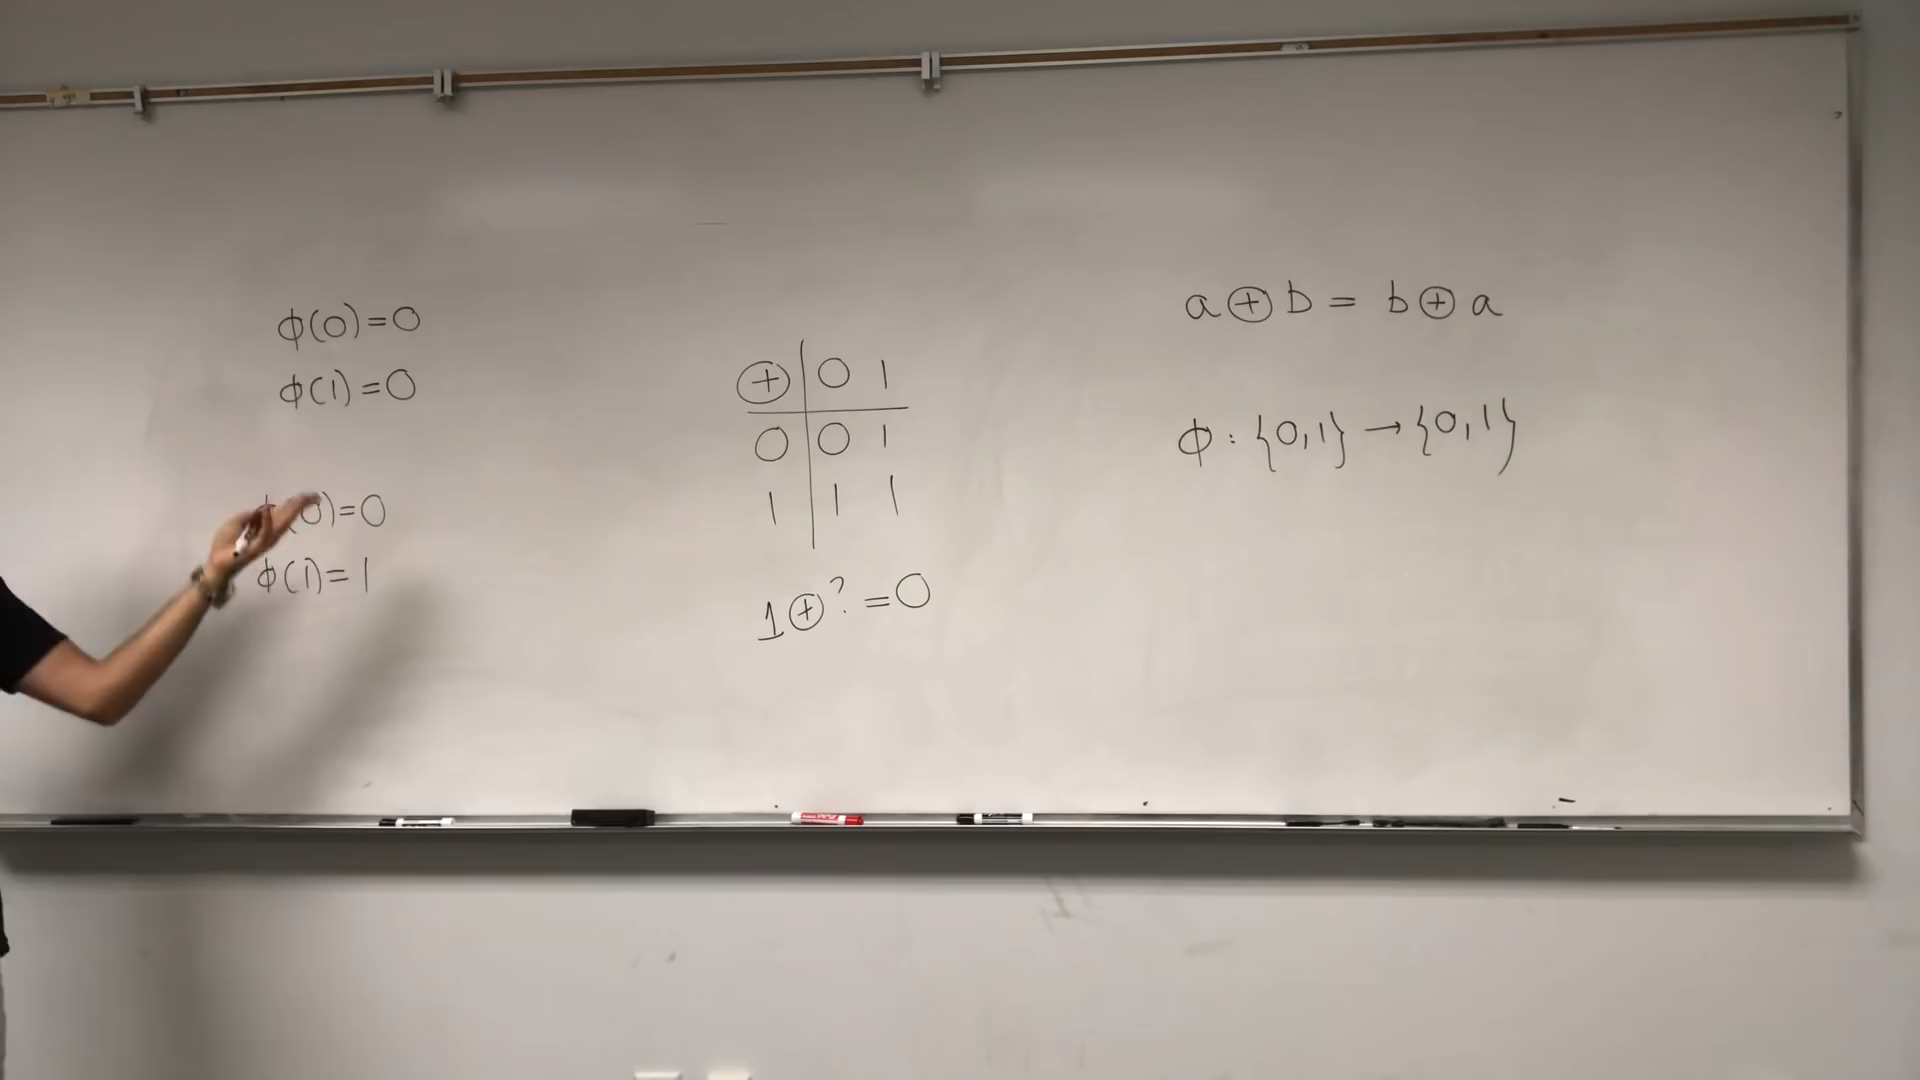 ϕ(0)=0
ϕ(1)=0
(0)=0
ϕ(1)=1
⊕ 0 1
0 0 1
1 1 1
1⊕?=0
a⊕b = b⊕a
ϕ:{0,1}→{0,1}